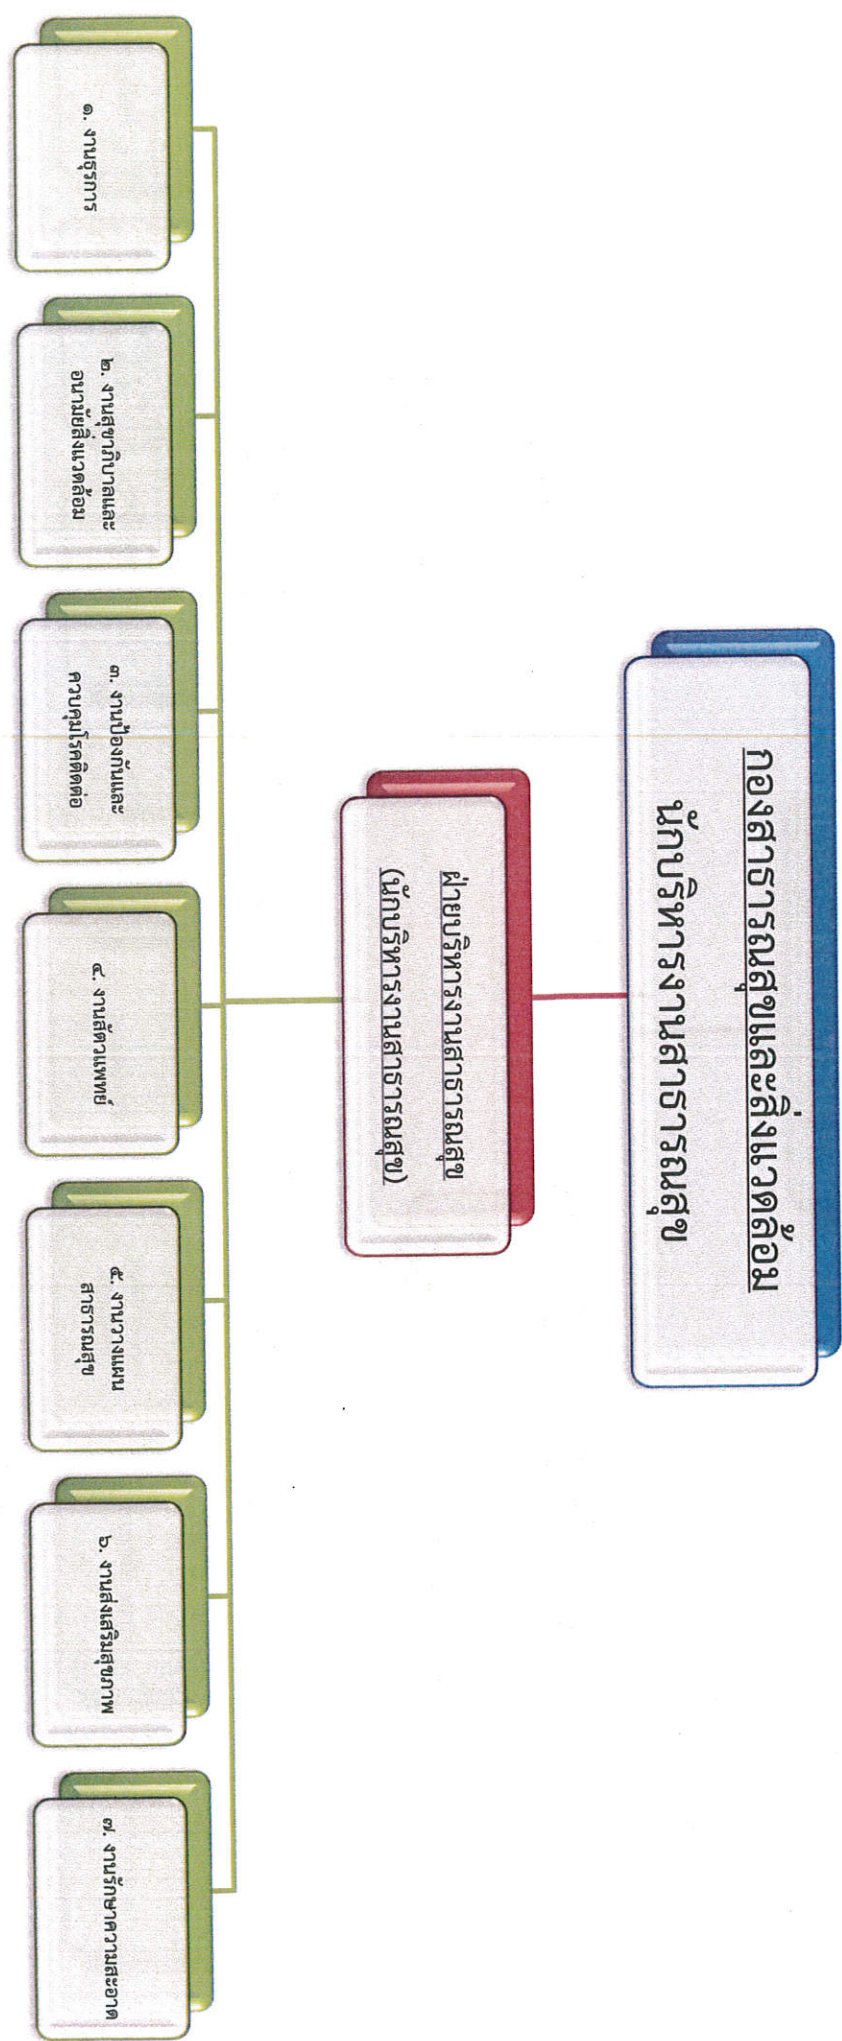 กองสาธารณสุขและสิ่งแวดล้อม
นักบริหารงานสาธารณสุข
ฝ่ายบริหารงานสาธารณสุข
(นักบริหารงานสาธารณสุข)
๑. งานธุรการ
๒. งานสุขาภิบาลและ
อนามัยสิ่งแวดล้อม
๓. งานป้องกันและ
ควบคุมโรคติดต่อ
๔. งานสัตวแพทย์
๕. งานวางแผน
สาธารณสุข
๖. งานส่งเสริมสุขภาพ
๗. งานรักษาความสะอาด